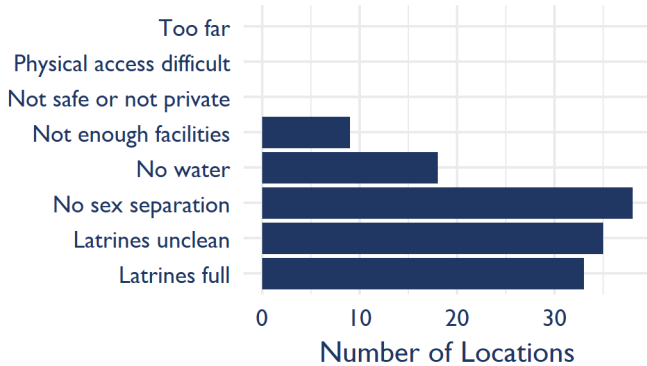 Too far
Physical access difficult
Not safe or not private
Not enough facilities
No water
No sex separation
Latrines unclean
Latrines full
0 10 20 30
Number of Locations